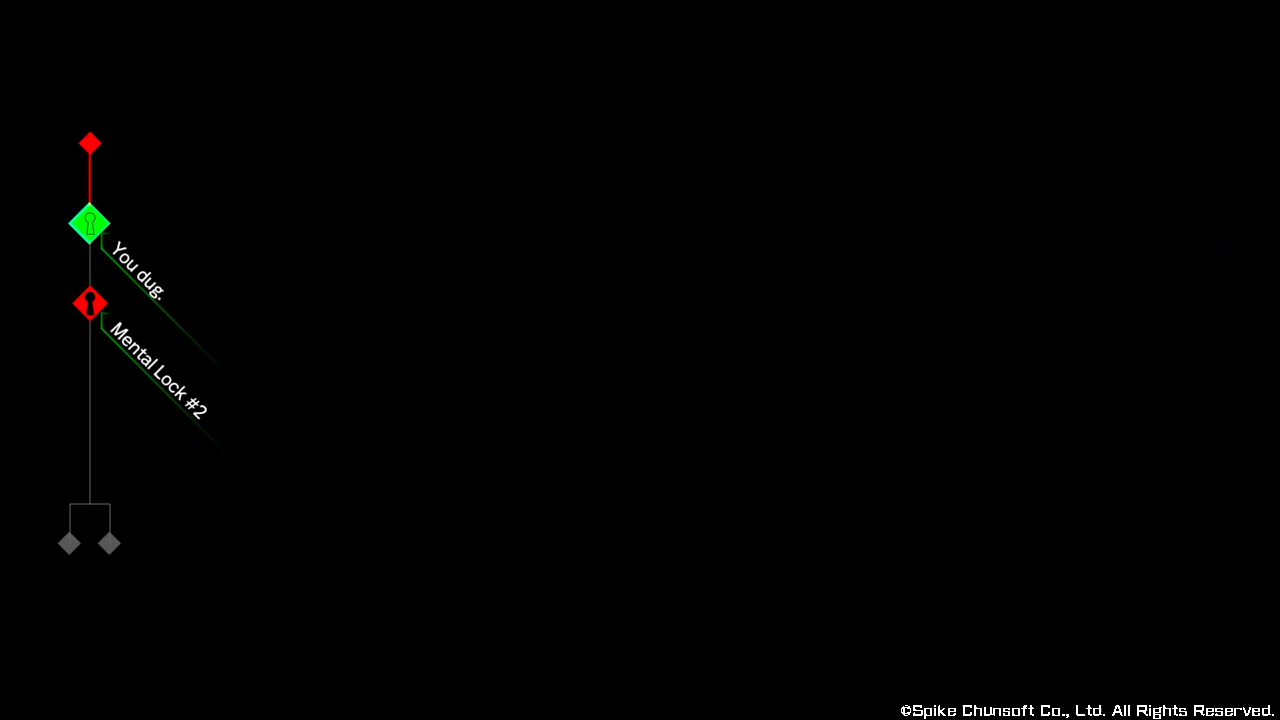 You dug.
Mental Lock #2
©Spike Chunsoft Co., Ltd. All Rights Reserved.